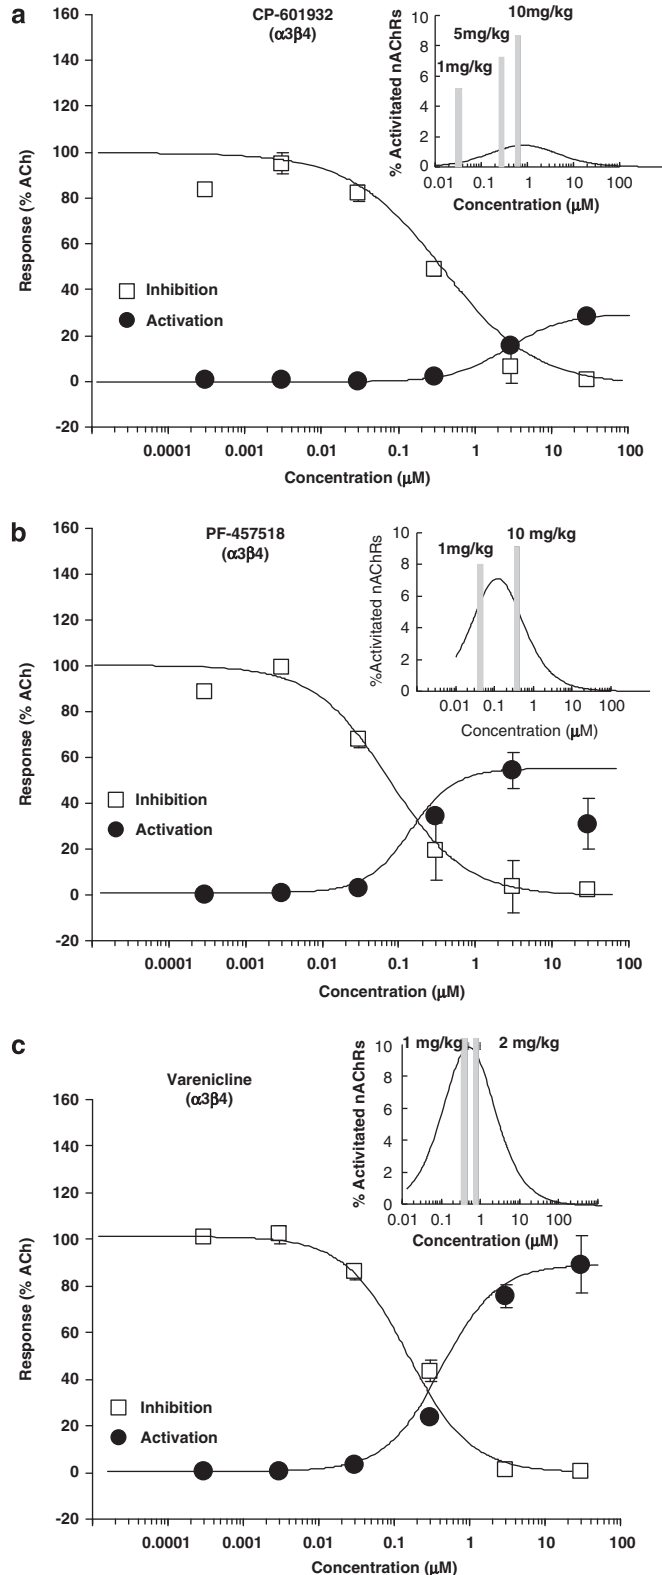 a
CP-601932
(α3β4)
160
140
120
100
80
60
40
20
0
-20
Response (% ACh)
Inhibition
Activation
0.0001 0.001 0.01 0.1 1 10 100
Concentration (μM)
% Activitated nAChRs
10
8
6
4
2
0
10mg/kg
5mg/kg
1mg/kg
0.01 0.1 1 10 100
Concentration (μM)
b
PF-457518
(α3β4)
160
140
120
100
80
60
40
20
0
-20
Response (% ACh)
Inhibition
Activation
0.0001 0.001 0.01 0.1 1 10 100
Concentration (μM)
%Activitated nAChRs
10
8
6
4
2
0
10 mg/kg
1mg/kg
0.01 0.1 1 10 100
Concentration (μM)
c
Varenicline
(α3β4)
160
140
120
100
80
60
40
20
0
-20
Response (% ACh)
Inhibition
Activation
0.0001 0.001 0.01 0.1 1 10 100
Concentration (μM)
% Activitated nAChRs
10
8
6
4
2
0
1 mg/kg 2 mg/kg
0.01 0.1 1 10 100
Concentration (μM)